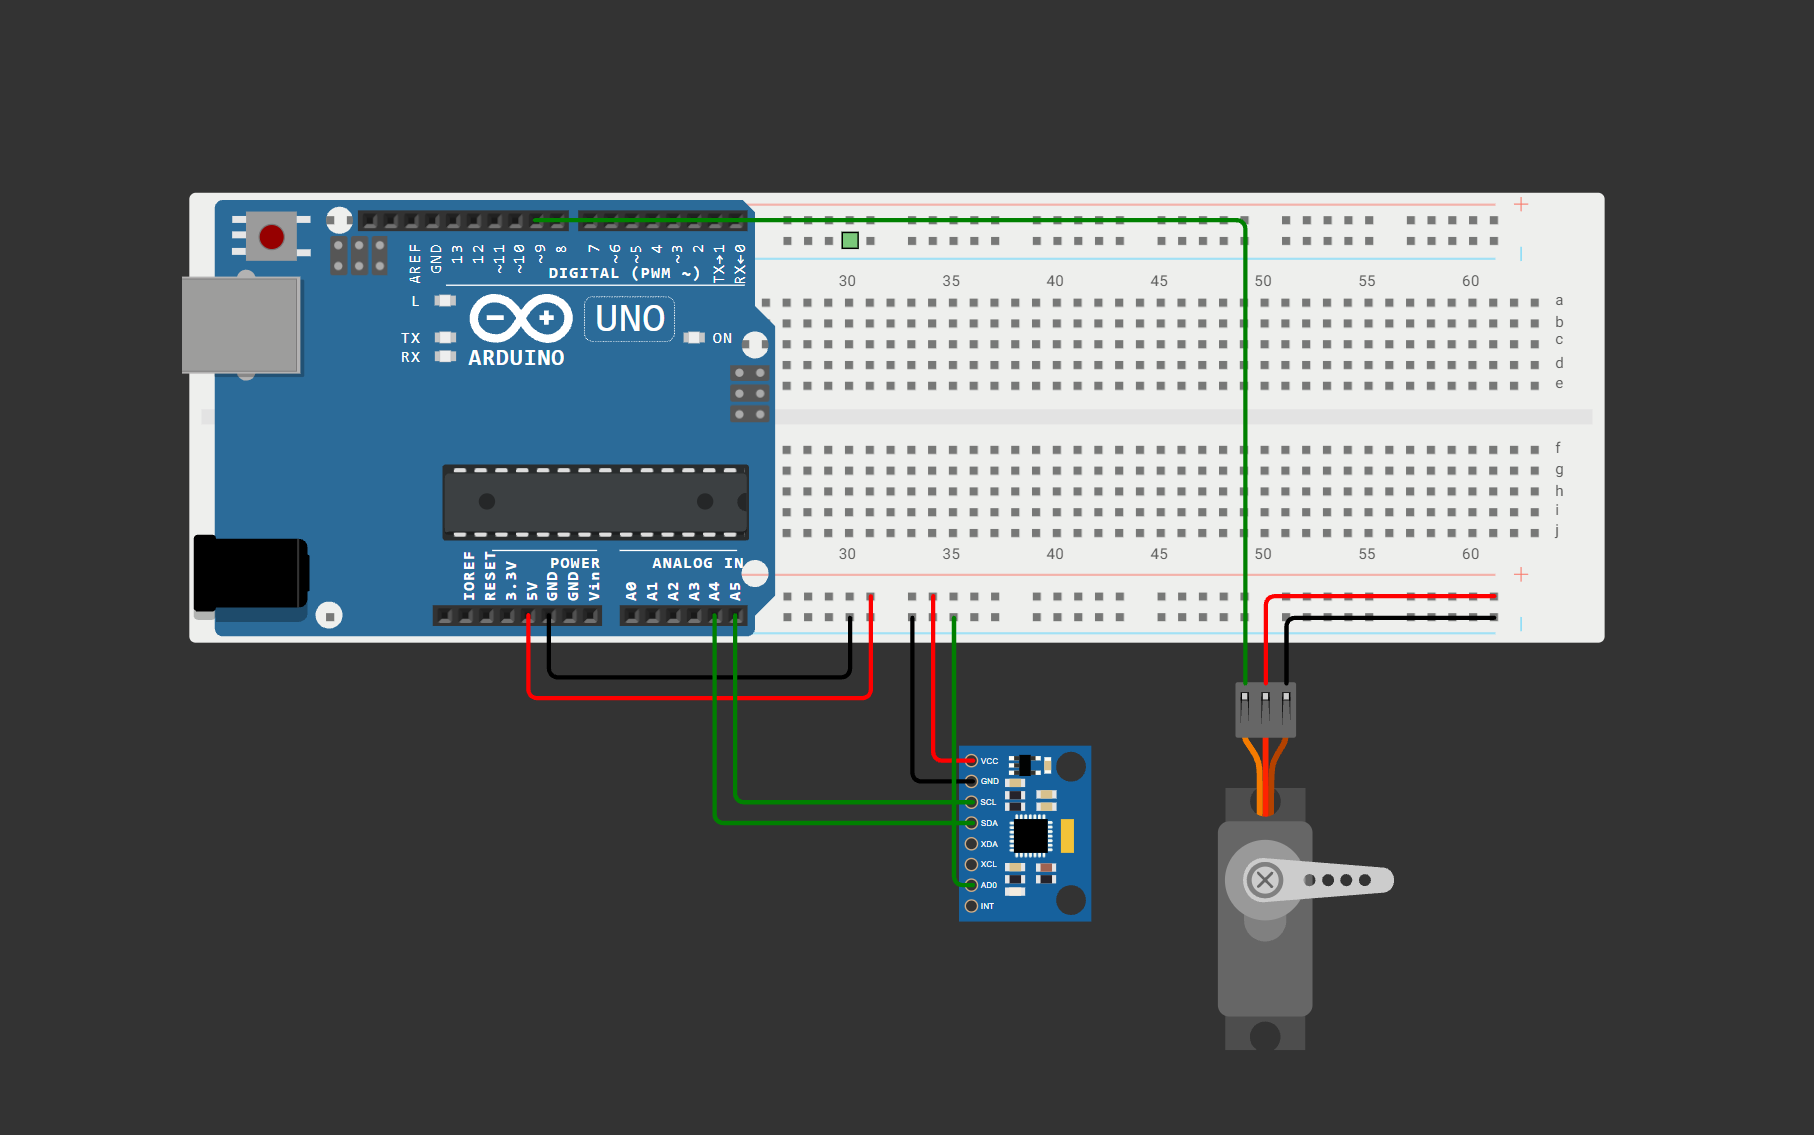 +
AREF
GND
13
12
~11
~10
~9
8
7
~6
~5
4
~3
2
TX→1
RX←0
DIGITAL (PWM ~)
30 35 40 45 50 55 60
L
TX
RX
UNO
ON
ARDUINO
a
b
c
d
e
f
g
h
i
j
30 35 40 45 50 55 60
POWER
ANALOG IN
IOREF
RESET
3.3V
5V
GND
GND
Vin
A0
A1
A2
A3
A4
A5
+
VCC
GND
SCL
SDA
XDA
XCL
AD0
INT